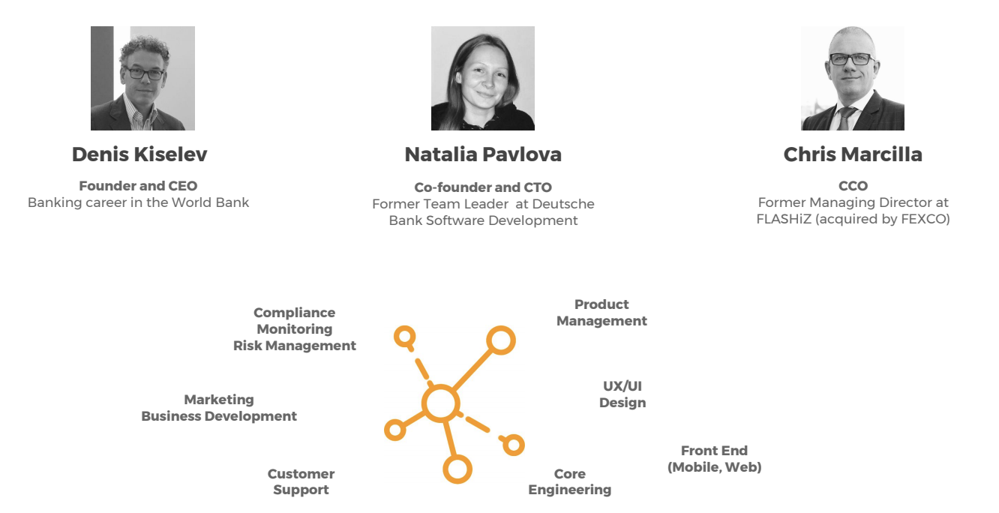 Denis Kiselev
Founder and CEO
Banking career in the World Bank
Natalia Pavlova
Co-founder and CTO
Former Team Leader at Deutsche
Bank Software Development
Chris Marcilla
CCO
Former Managing Director at
FLASHiZ (acquired by FEXCO)
Compliance
Monitoring
Risk Management
Product
Management
Marketing
Business Development
UX/UI
Design
Front End
(Mobile, Web)
Customer
Support
Core
Engineering